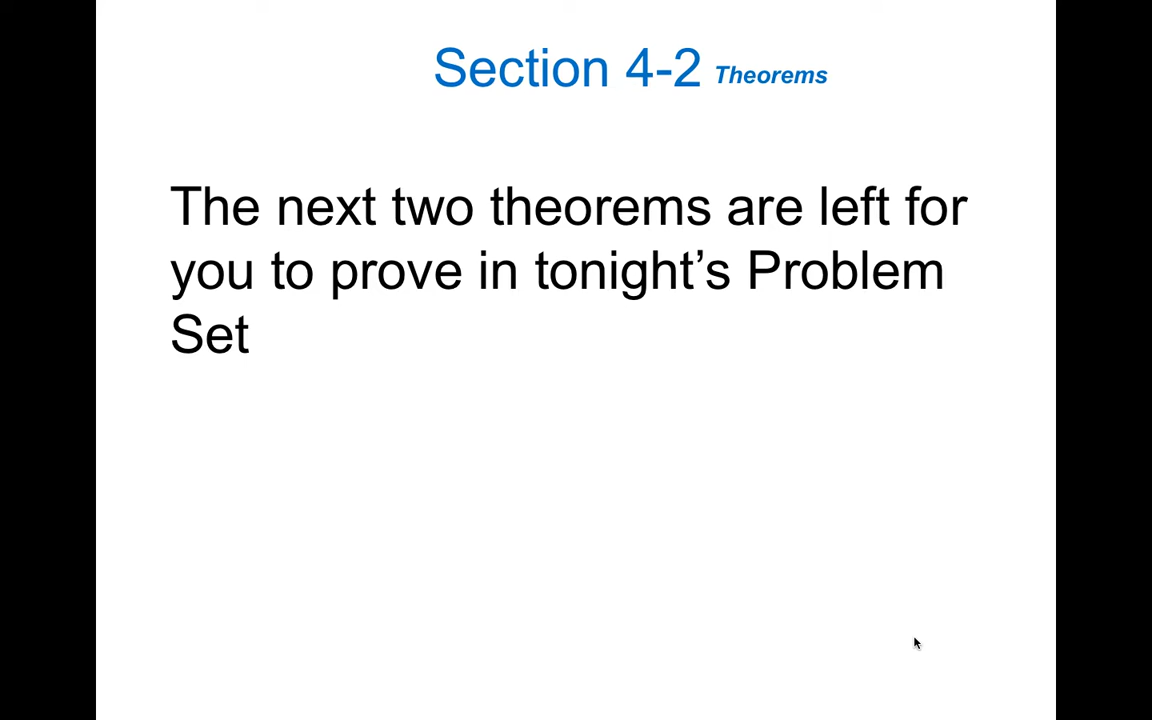 Section 4-2 Theorems
The next two theorems are left for
you to prove in tonight’s Problem
Set